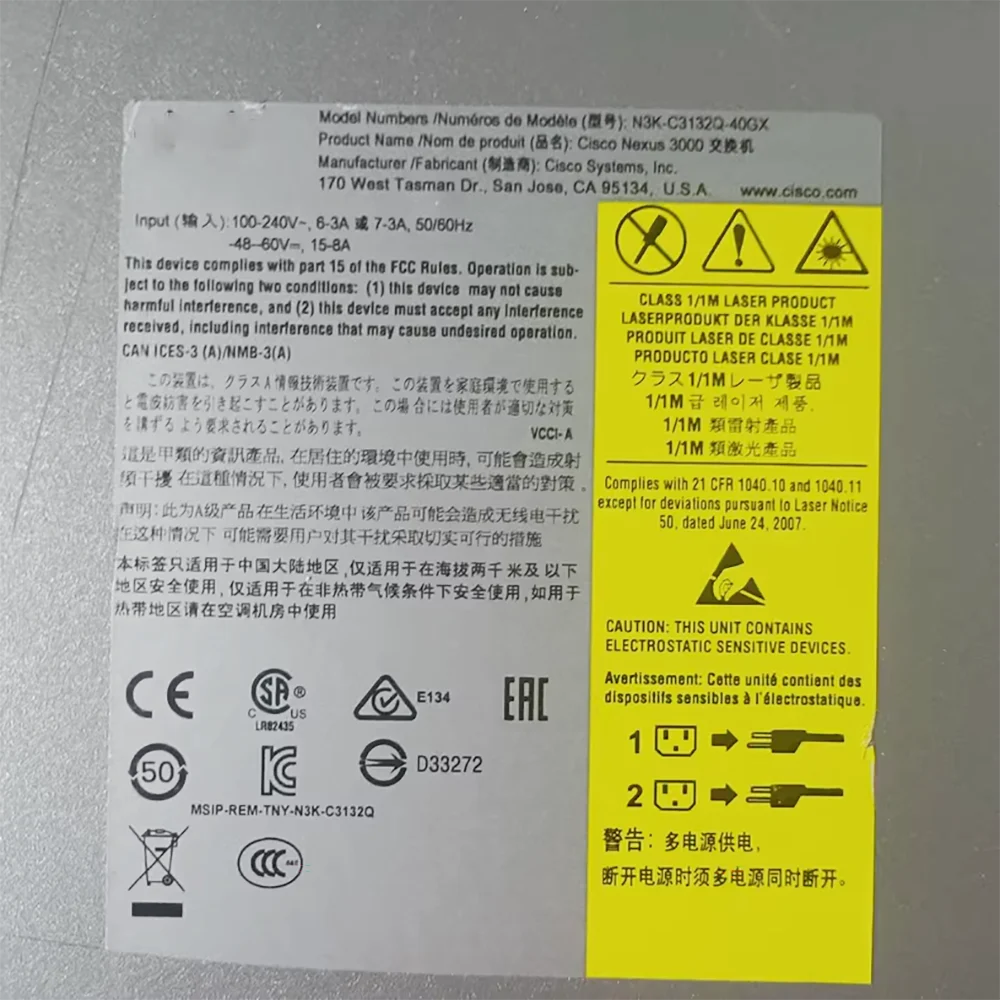 Model Numbers /Numéros de Modèle (型号): N3K-C3132Q-40GX
Product Name /Nom de produit (品名): Cisco Nexus 3000 交换机
Manufacturer /Fabricant (制造商): Cisco Systems, Inc.
170 West Tasman Dr., San Jose, CA 95134, U.S.A. www.cisco.com
Input (输入): 100-240V~, 6-3A 或 7-3A, 50/60Hz
-48--60V⎓, 15-8A
This device complies with part 15 of the FCC Rules. Operation is sub-
ject to the following two conditions: (1) this device may not cause
harmful interference, and (2) this device must accept any interference
received, including interference that may cause undesired operation.
CAN ICES-3 (A)/NMB-3(A)
この装置は、クラスA情報技術装置です。この装置を家庭環境で使用する
と電波妨害を引き起こすことがあります。この場合には使用者が適切な対策
を講ずるよう要求されることがあります。
VCCI-A
這是甲類的資訊產品, 在居住的環境中使用時, 可能會造成射
頻干擾 在這種情況下, 使用者會被要求採取某些適當的對策。
声明: 此为A级产品 在生活环境中 该产品可能会造成无线电干扰
在这种情况下 可能需要用户对其干扰采取切实可行的措施
本标签只适用于中国大陆地区,仅适用于在海拔两千米及以下
地区安全使用, 仅适用于在非热带气候条件下安全使用,如用于
热带地区请在空调机房中使用
CE
SA ®
C US
LR82435
E134
EAC
50
KC
D33272
MSIP-REM-TNY-N3K-C3132Q
CCC
CLASS 1/1M LASER PRODUCT
LASERPRODUKT DER KLASSE 1/1M
PRODUIT LASER DE CLASSE 1/1M
PRODUCTO LASER CLASE 1/1M
クラス1/1Mレーザ製品
1/1M 급 레이저 제품.
1/1M 類雷射產品
1/1M 類激光產品
Complies with 21 CFR 1040.10 and 1040.11
except for deviations pursuant to Laser Notice
50, dated June 24, 2007.
CAUTION: THIS UNIT CONTAINS
ELECTROSTATIC SENSITIVE DEVICES.
Avertissement: Cette unité contient des
dispositifs sensibles à l'électrostatique.
1
2
警告: 多电源供电,
断开电源时须多电源同时断开。